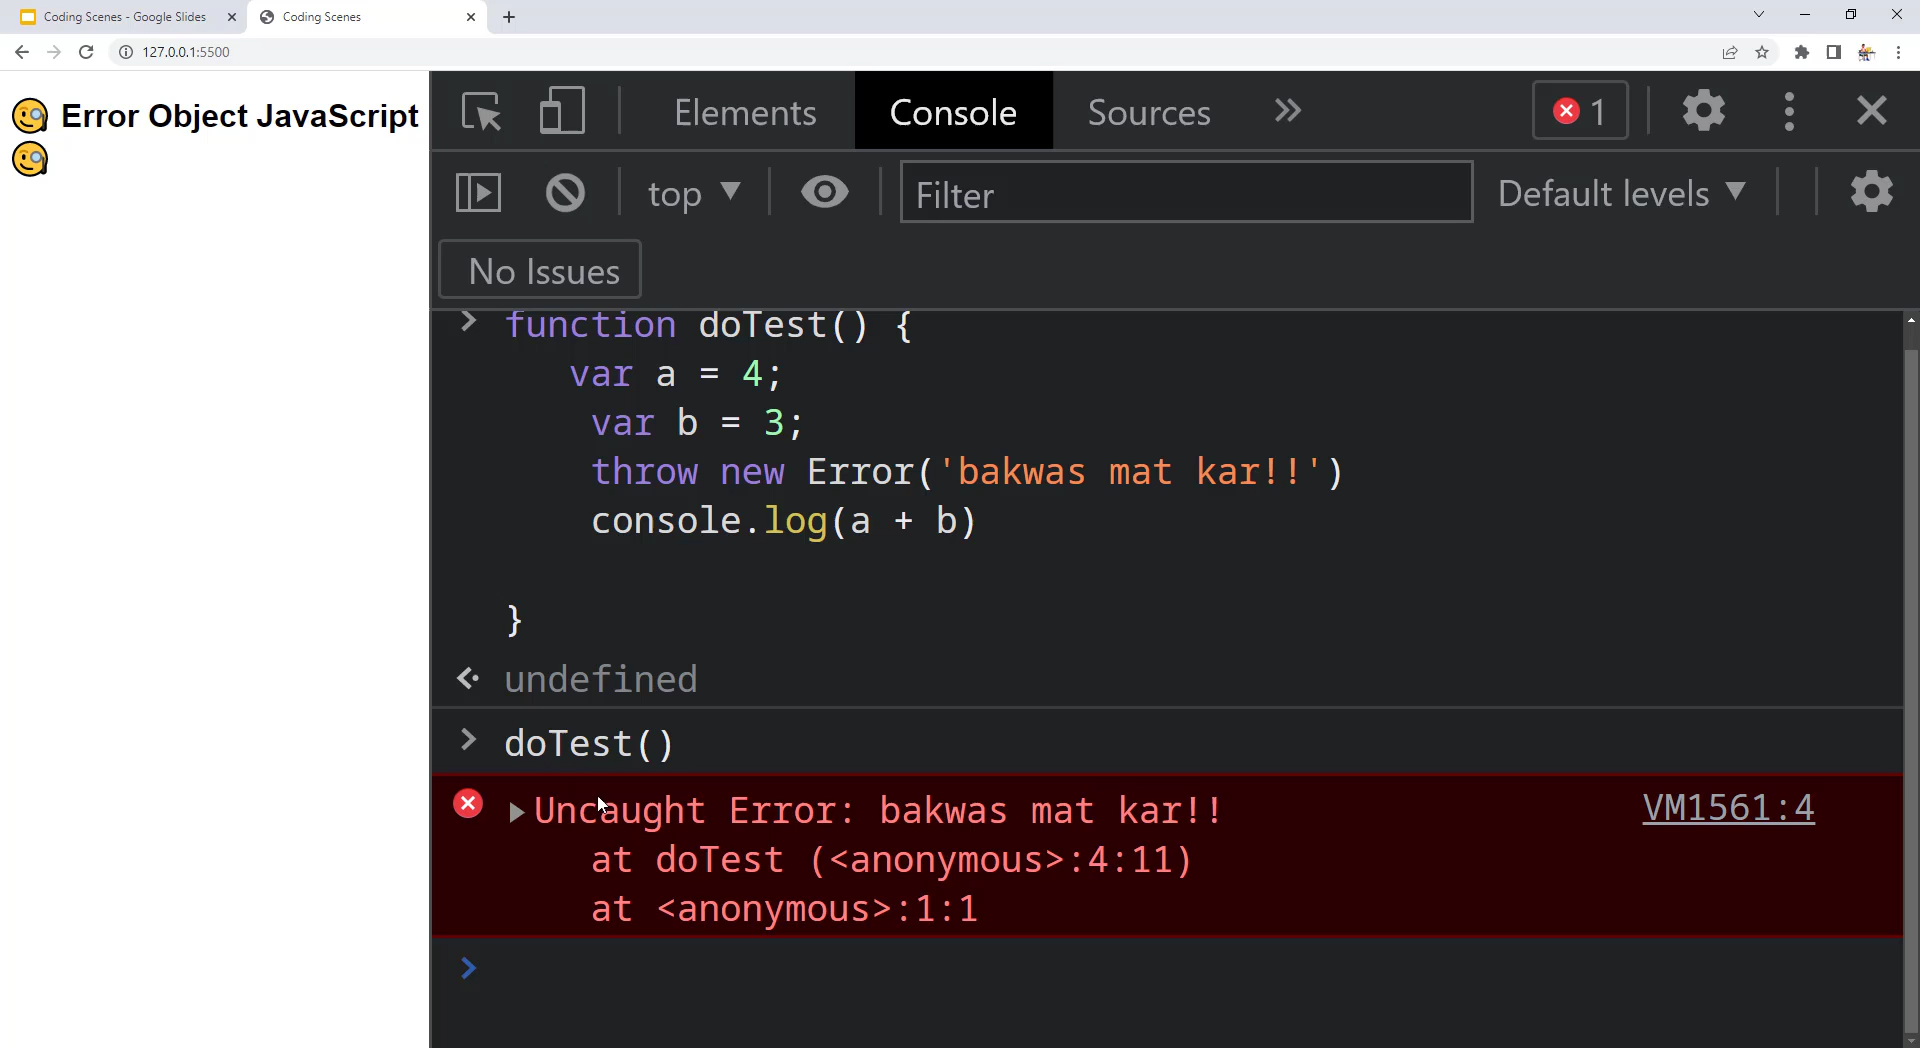 Coding Scenes - Google Slides
Coding Scenes
127.0.0.1:5500
Error Object JavaScript
Elements
Console
Sources
1
top
Filter
Default levels
No Issues
function doTest() {
var a = 4;
var b = 3;
throw new Error('bakwas mat kar!!')
console.log(a + b)
}
undefined
doTest()
Uncaught Error: bakwas mat kar!! VM1561:4
at doTest (<anonymous>:4:11)
at <anonymous>:1:1